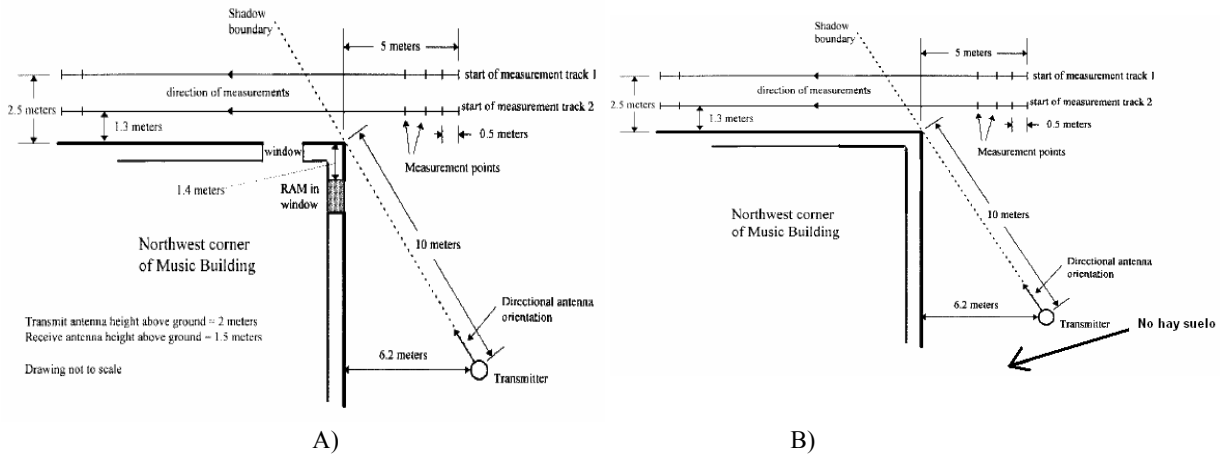 Shadow
boundary
5 meters
start of measurement track 1
direction of measurements
start of measurement track 2
2.5 meters
1.3 meters
0.5 meters
window
Measurement points
1.4 meters
RAM in
window
10 meters
Northwest corner
of Music Building
Directional antenna
orientation
Transmit antenna height above ground = 2 meters
Receive antenna height above ground = 1.5 meters
6.2 meters
Drawing not to scale
Transmitter
A)
Shadow
boundary
5 meters
start of measurement track 1
direction of measurements
start of measurement track 2
2.5 meters
1.3 meters
0.5 meters
Measurement points
Northwest corner
of Music Building
10 meters
Directional antenna
orientation
6.2 meters
Transmitter
No hay suelo
B)